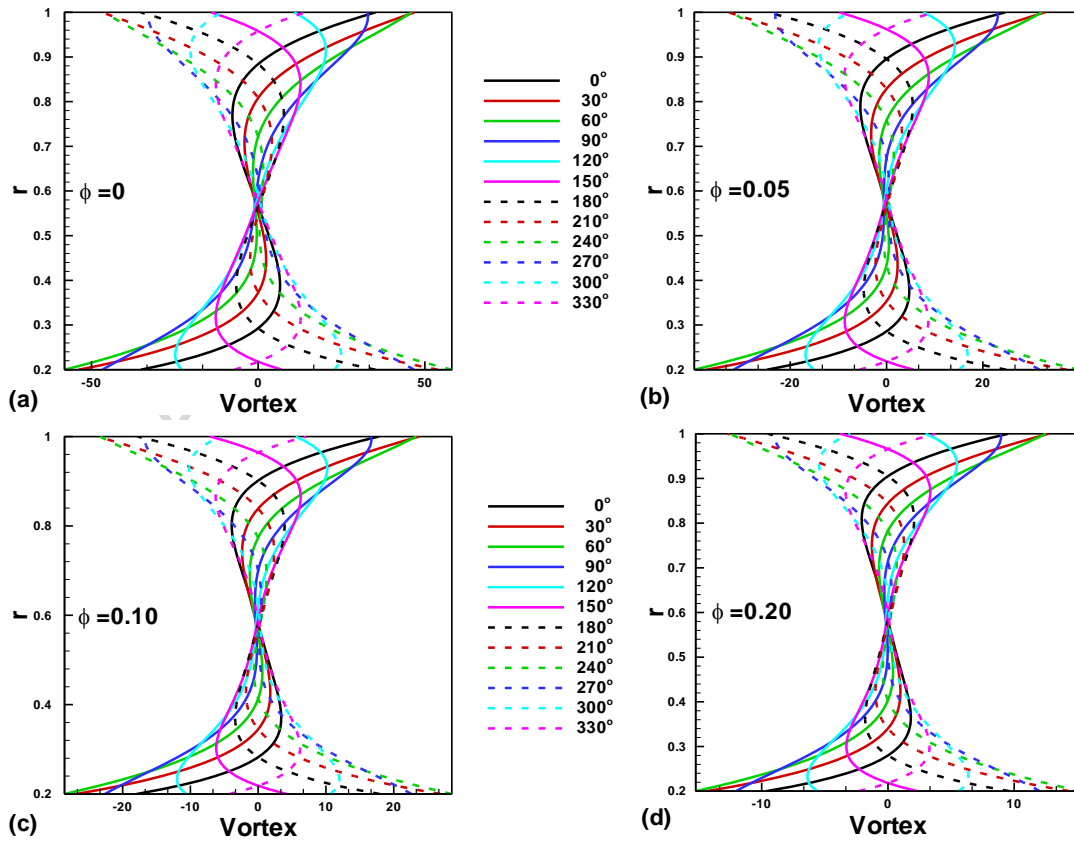 1
0.9
0.8
0.7
0.6
0.5
0.4
0.3
0.2
r
ϕ =0
-50 0 50
Vortex
(a)
0°
30°
60°
90°
120°
150°
180°
210°
240°
270°
300°
330°
1
0.9
0.8
0.7
0.6
0.5
0.4
0.3
0.2
r
ϕ =0.05
-20 0 20
Vortex
(b)
1
0.8
0.6
0.4
0.2
r
ϕ =0.10
-20 -10 0 10 20
Vortex
(c)
0°
30°
60°
90°
120°
150°
180°
210°
240°
270°
300°
330°
1
0.9
0.8
0.7
0.6
0.5
0.4
0.3
0.2
r
ϕ =0.20
-10 0 10
Vortex
(d)